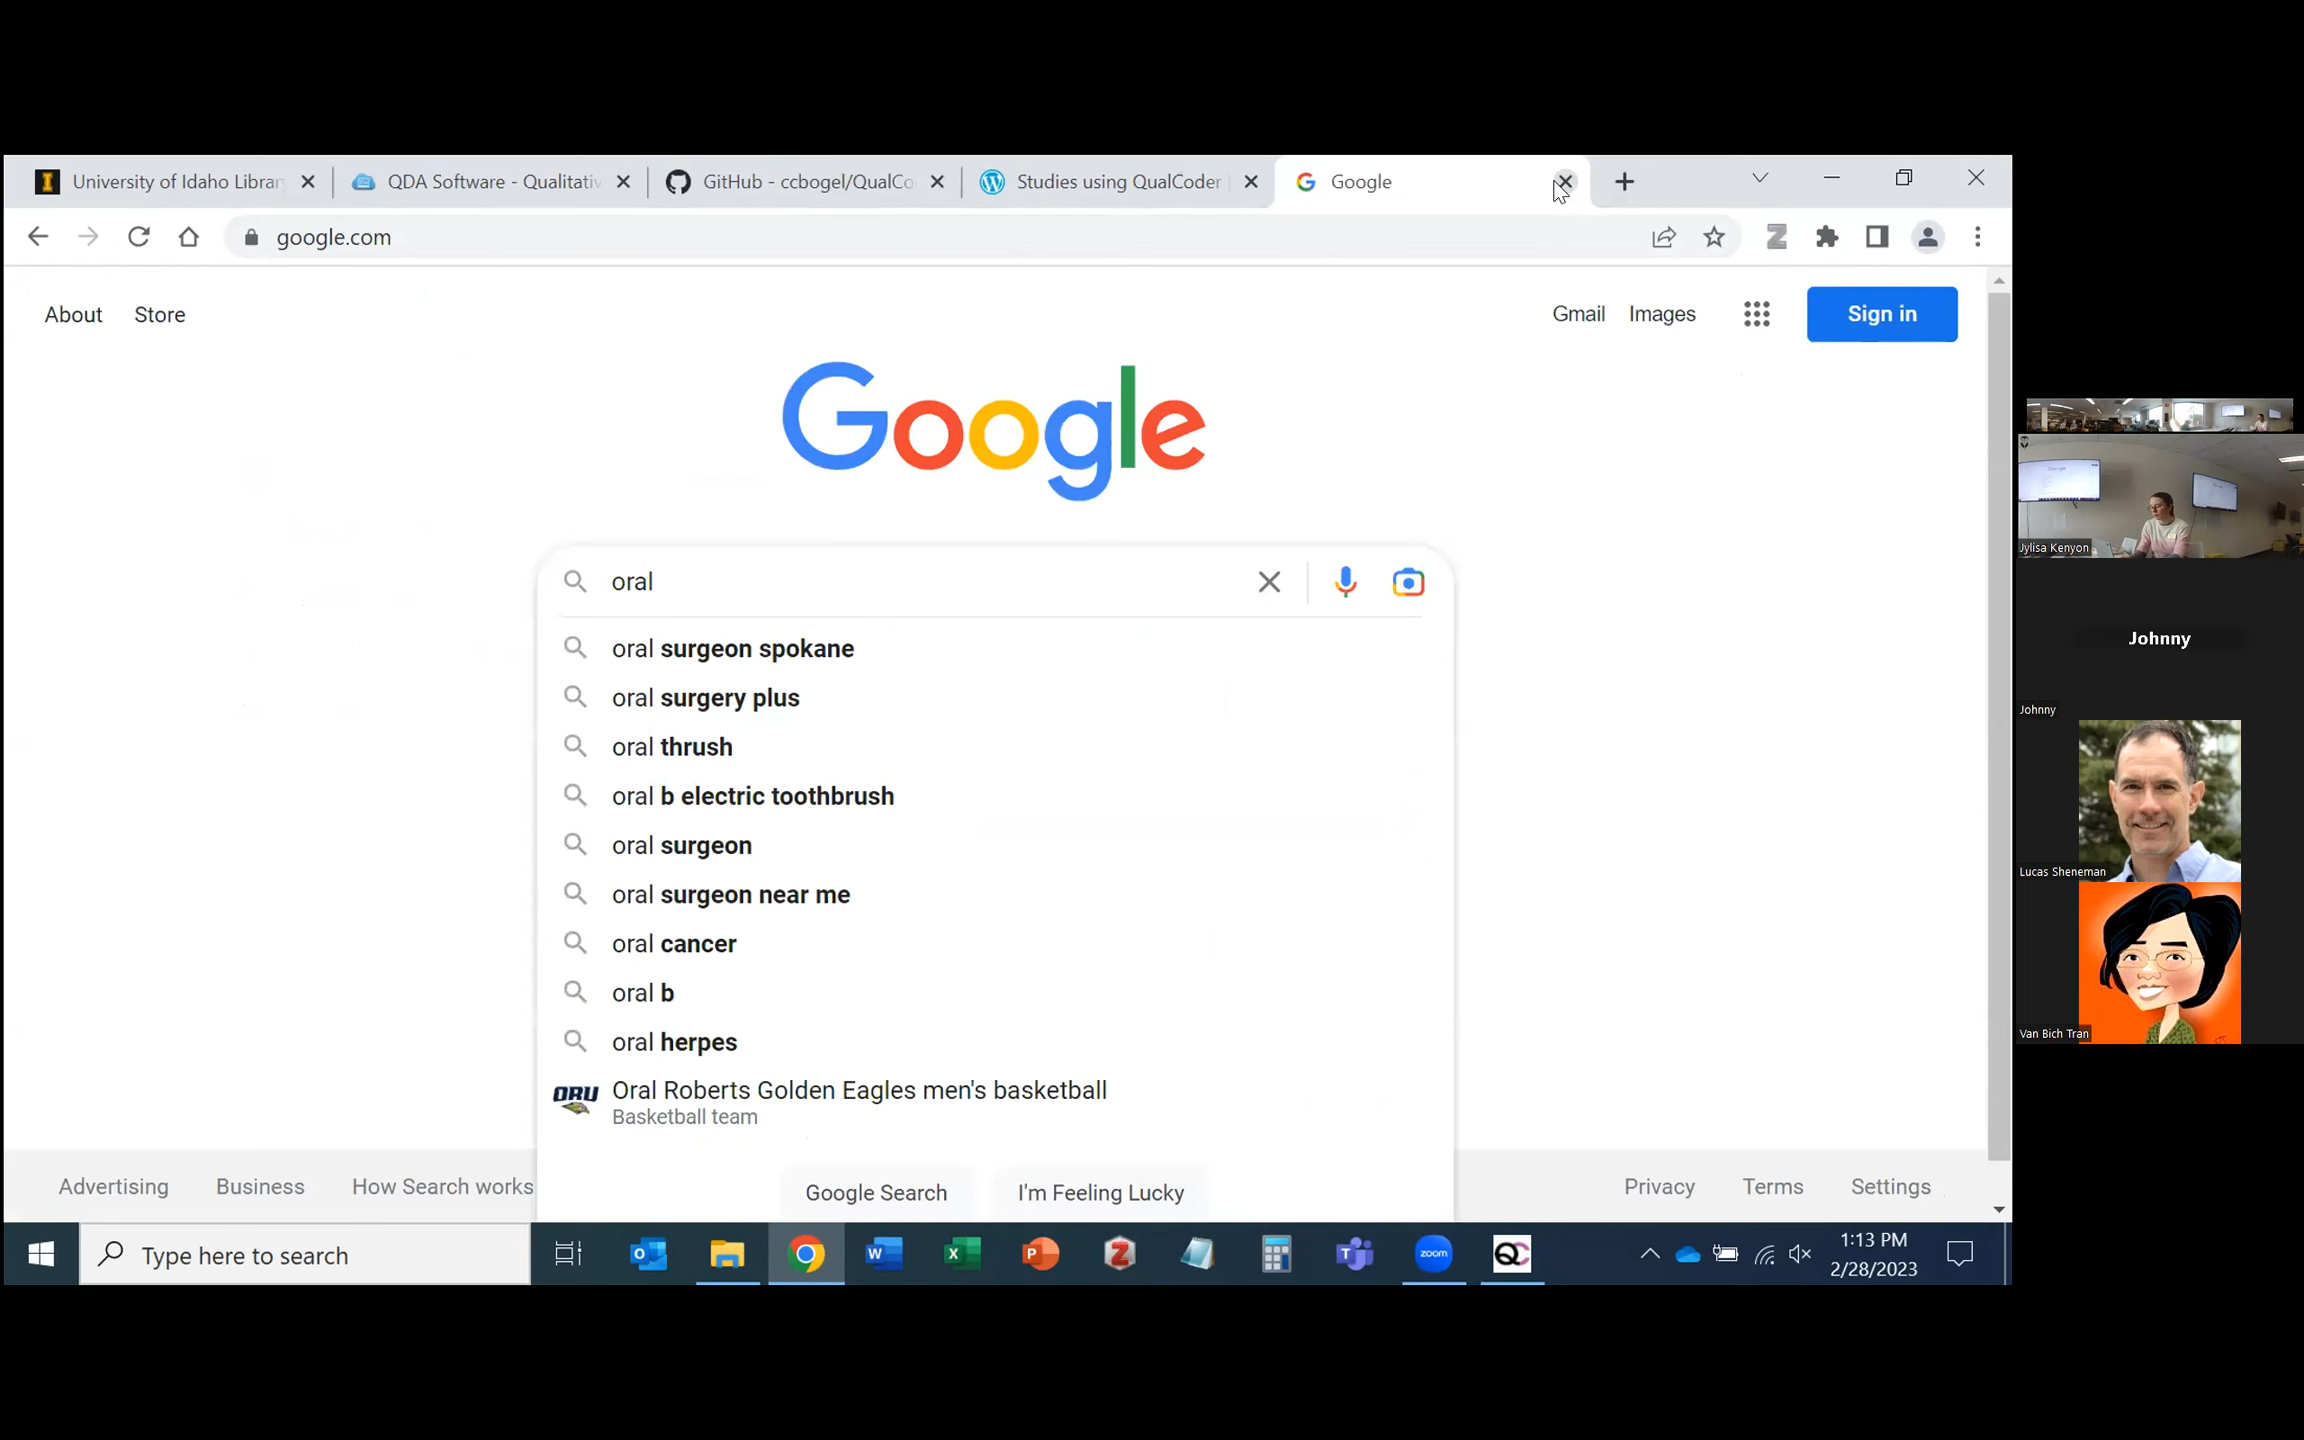 University of Idaho Librar
QDA Software - Qualitativ
GitHub - ccbogel/QualCo
Studies using QualCoder
Google
google.com
About
Store
Gmail
Images
Sign in
Google
oral
oral surgeon spokane
oral surgery plus
oral thrush
oral b electric toothbrush
oral surgeon
oral surgeon near me
oral cancer
oral b
oral herpes
ORU
Oral Roberts Golden Eagles men's basketball
Basketball team
Google Search
I'm Feeling Lucky
Advertising
Business
How Search works
Privacy
Terms
Settings
Type here to search
zoom
QC
1:13 PM
2/28/2023
Jylisa Kenyon
Johnny
Johnny
Lucas Sheneman
Van Bich Tran